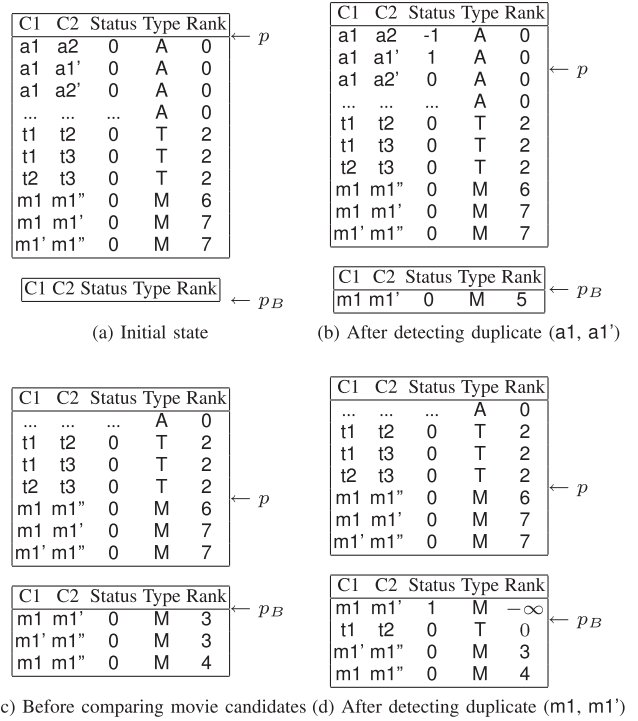 C1 C2 Status Type Rank
a1 a2 0 A 0
a1 a1' 0 A 0
a1 a2' 0 A 0
... ... ... A 0
t1 t2 0 T 2
t1 t3 0 T 2
t2 t3 0 T 2
m1 m1" 0 M 6
m1 m1' 0 M 7
m1' m1" 0 M 7
← p
C1 C2 Status Type Rank
← pB
(a) Initial state
C1 C2 Status Type Rank
a1 a2 -1 A 0
a1 a1' 1 A 0
a1 a2' 0 A 0
... ... ... A 0
t1 t2 0 T 2
t1 t3 0 T 2
t2 t3 0 T 2
m1 m1" 0 M 6
m1 m1' 0 M 7
m1' m1" 0 M 7
← p
C1 C2 Status Type Rank
m1 m1' 0 M 5
← pB
(b) After detecting duplicate (a1, a1')
C1 C2 Status Type Rank
... ... ... A 0
t1 t2 0 T 2
t1 t3 0 T 2
t2 t3 0 T 2
m1 m1" 0 M 6
m1 m1' 0 M 7
m1' m1" 0 M 7
← p
C1 C2 Status Type Rank
m1 m1' 0 M 3
m1' m1" 0 M 3
m1 m1" 0 M 4
← pB
c) Before comparing movie candidates
C1 C2 Status Type Rank
... ... ... A 0
t1 t2 0 T 2
t1 t3 0 T 2
t2 t3 0 T 2
m1 m1" 0 M 6
m1 m1' 0 M 7
m1' m1" 0 M 7
← p
C1 C2 Status Type Rank
m1 m1' 1 M −∞
t1 t2 0 T 0
m1' m1" 0 M 3
m1 m1" 0 M 4
← pB
(d) After detecting duplicate (m1, m1')